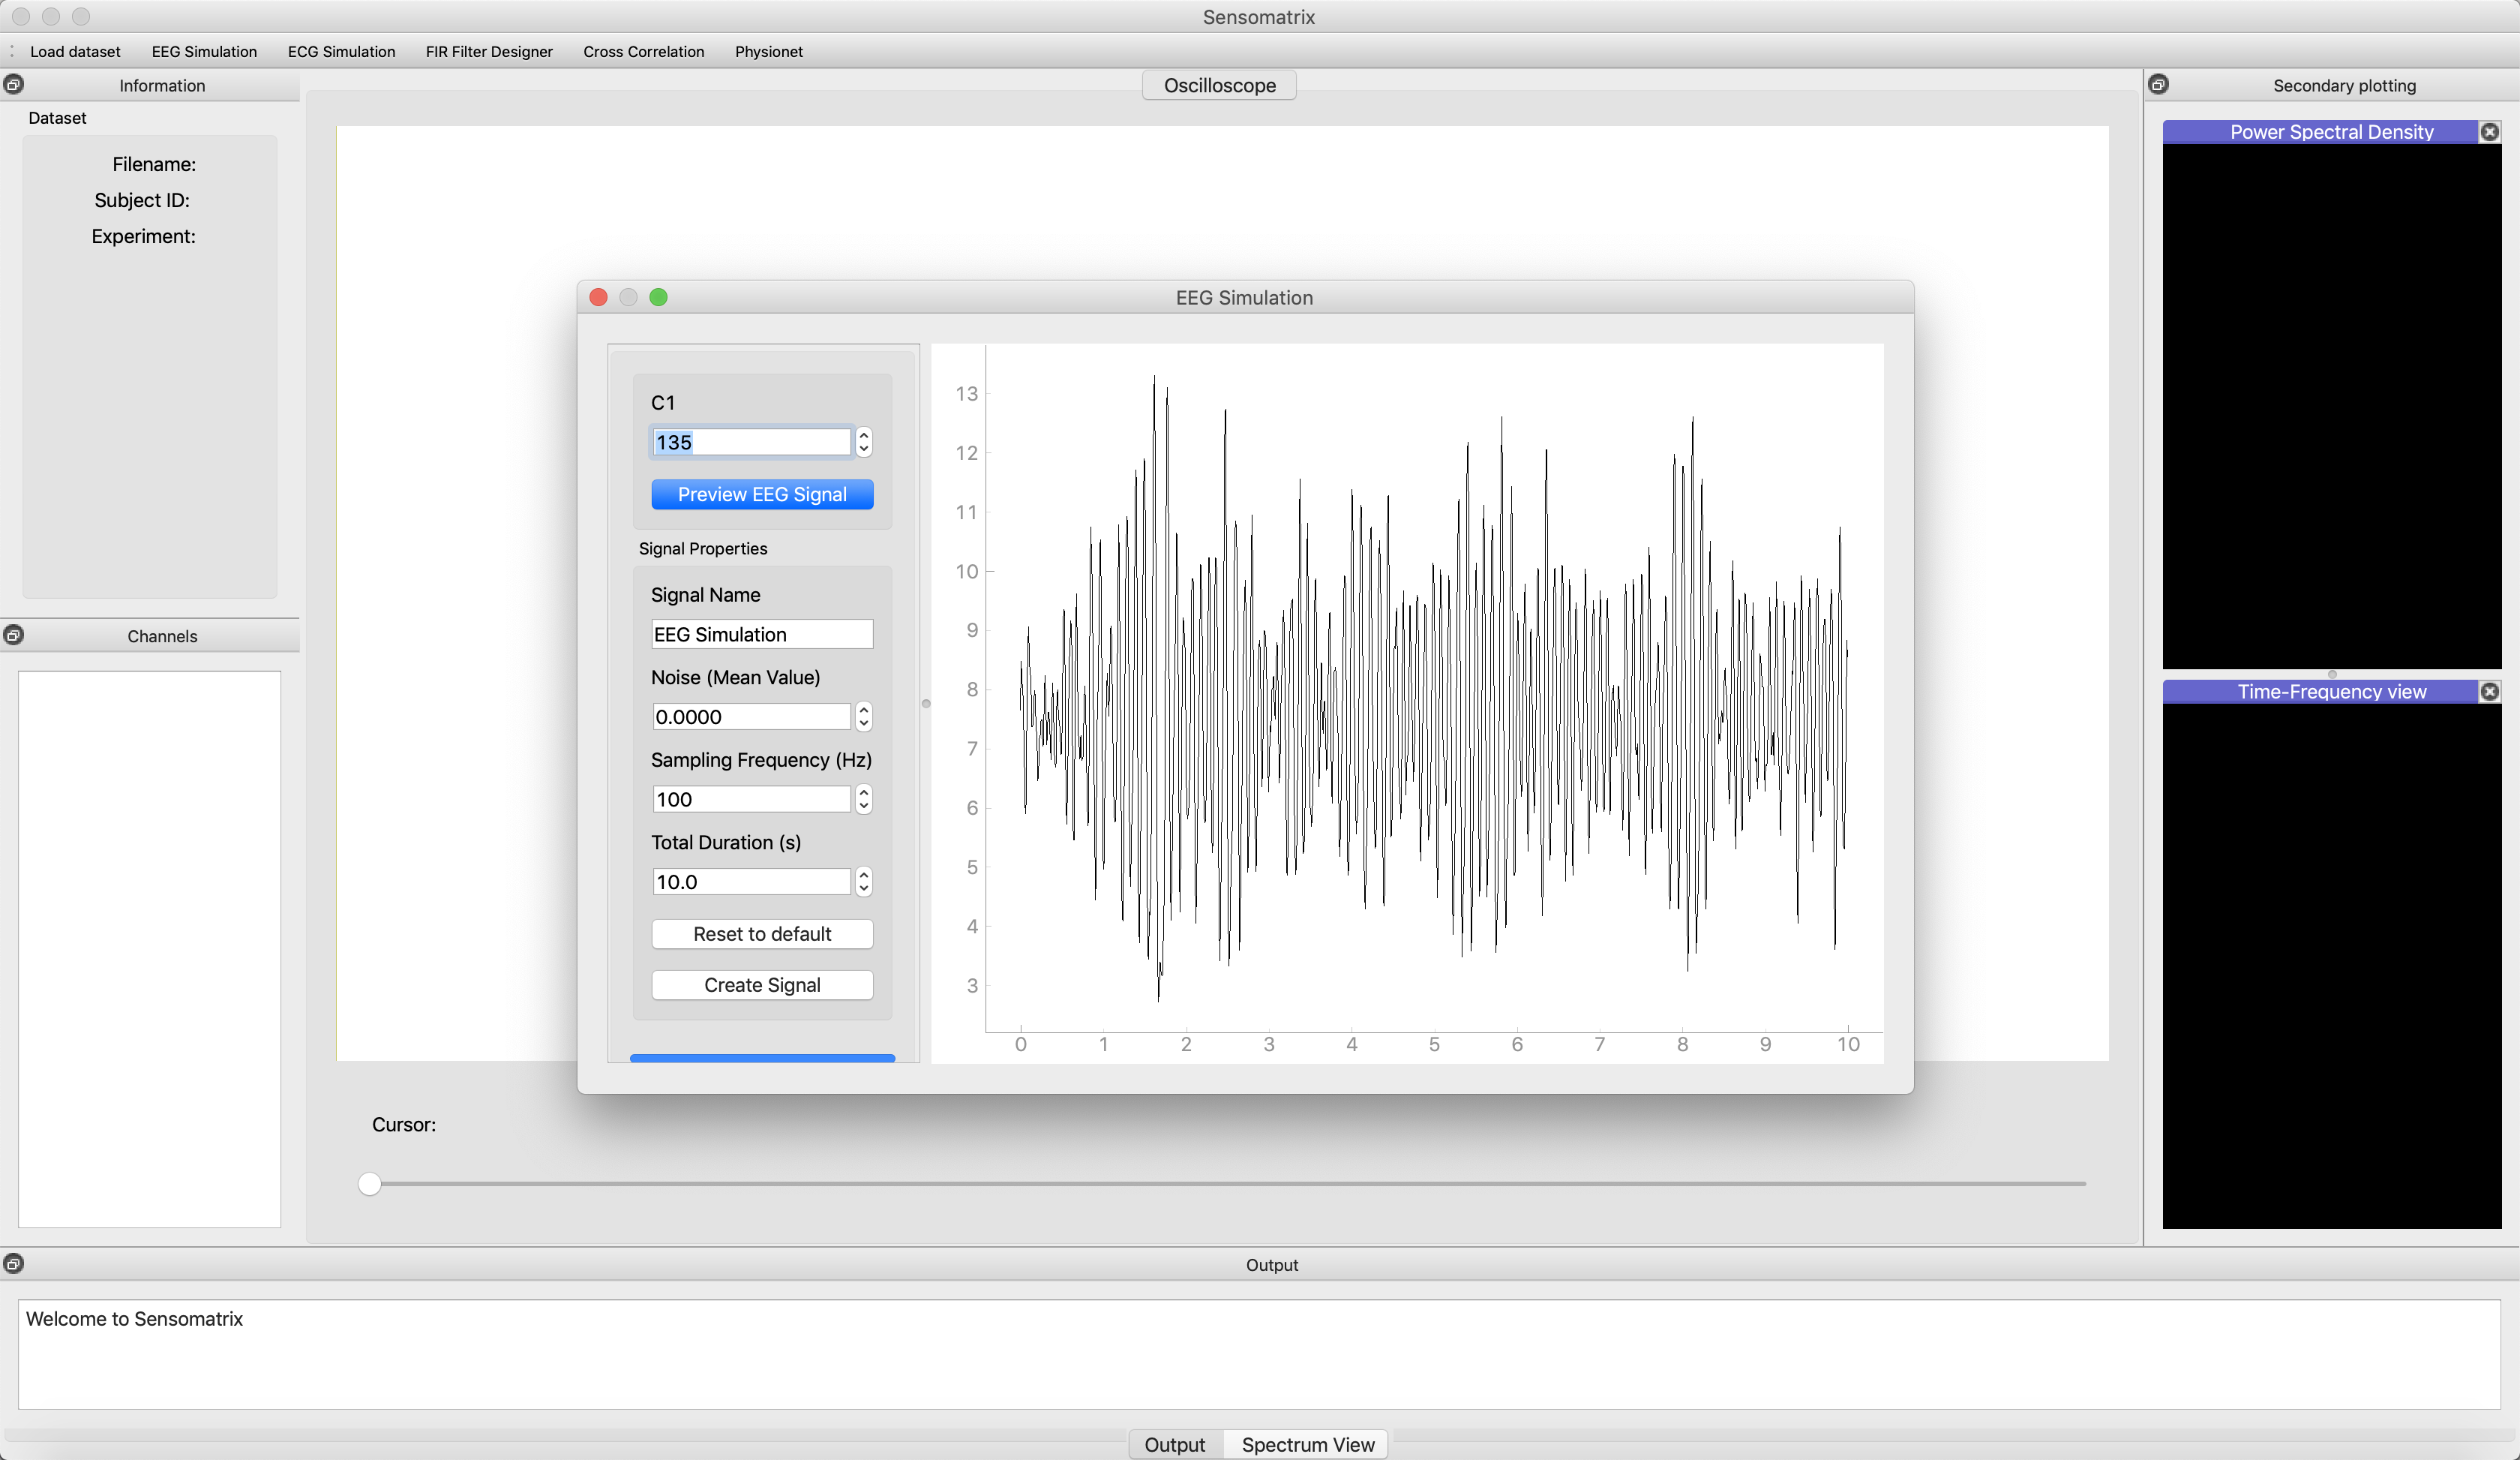 Sensomatrix
Load dataset EEG Simulation ECG Simulation FIR Filter Designer Cross Correlation Physionet
Information
Dataset
Filename:
Subject ID:
Experiment:
Channels
Oscilloscope
EEG Simulation
C1
135
Preview EEG Signal
Signal Properties
Signal Name
EEG Simulation
Noise (Mean Value)
0.0000
Sampling Frequency (Hz)
100
Total Duration (s)
10.0
Reset to default
Create Signal
13
12
11
10
9
8
7
6
5
4
3
0 1 2 3 4 5 6 7 8 9 10
Cursor:
Secondary plotting
Power Spectral Density
Time-Frequency view
Output
Welcome to Sensomatrix
Output Spectrum View